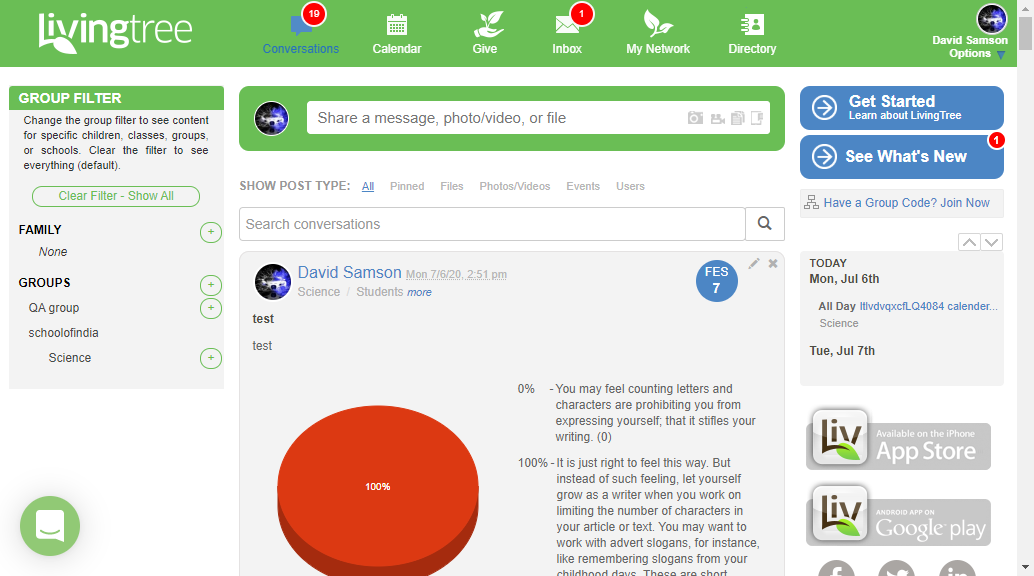 livingtree
19
Conversations
Calendar
Give
1
Inbox
My Network
Directory
David Samson
Options
GROUP FILTER
Change the group filter to see content
for specific children, classes, groups,
or schools. Clear the filter to see
everything (default).
Clear Filter - Show All
FAMILY
None
GROUPS
QA group
schoolofindia
Science
Share a message, photo/video, or file
SHOW POST TYPE: All Pinned Files Photos/Videos Events Users
Search conversations
David Samson Mon 7/6/20, 2:51 pm
Science / Students more
FES
7
test
test
100%
0% - You may feel counting letters and
characters are prohibiting you from
expressing yourself; that it stifles your
writing. (0)
100% - It is just right to feel this way. But
instead of such feeling, let yourself
grow as a writer when you work on
limiting the number of characters in
your article or text. You may want to
work with advert slogans, for instance,
like remembering slogans from your
childhood days. These are short
Get Started
Learn about LivingTree
1
See What's New
Have a Group Code? Join Now
TODAY
Mon, Jul 6th
All Day ltlvdvqxcfLQ4084 calender...
Science
Tue, Jul 7th
Liv
Available on the iPhone
App Store
Liv
ANDROID APP ON
Google play